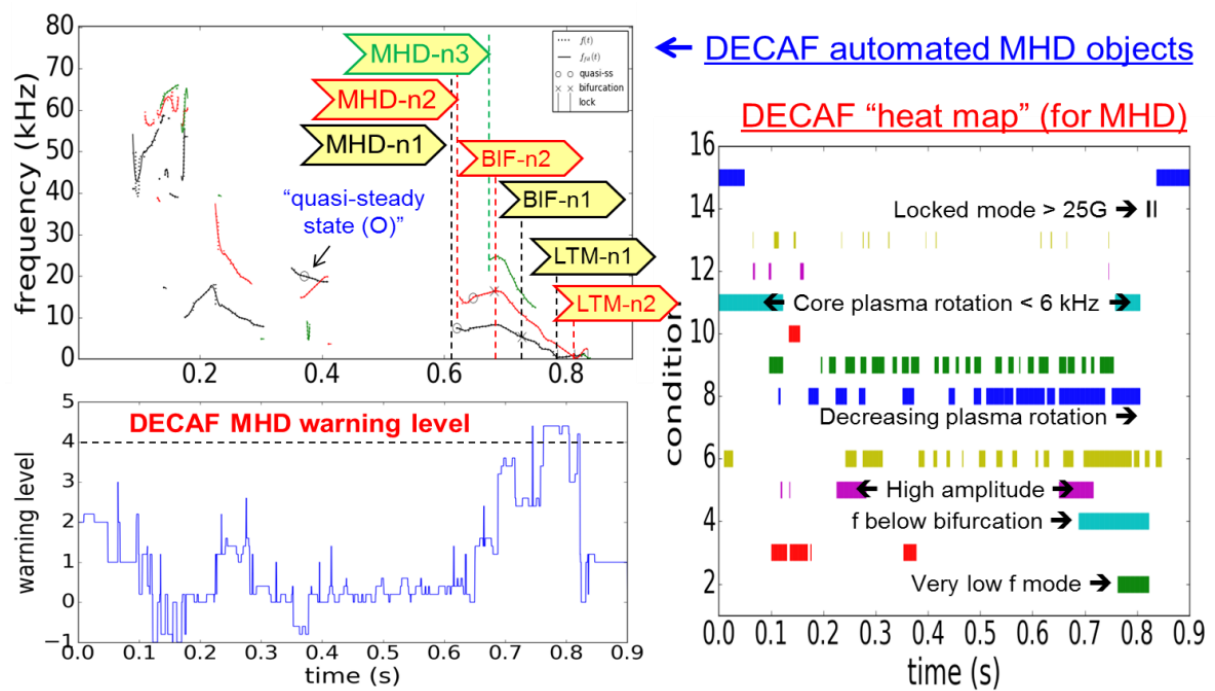 80
70
60
50
40
30
20
10
0
frequency (kHz)
0.2
0.4
0.6
0.8
MHD-n3
MHD-n2
MHD-n1
BIF-n2
BIF-n1
LTM-n1
LTM-n2
"quasi-steady
state (O)"
quasi-ss
bifurcation
lock
← DECAF automated MHD objects
DECAF "heat map" (for MHD)
5
4
3
2
1
0
−1
warning level
DECAF MHD warning level
0.0 0.1 0.2 0.3 0.4 0.5 0.6 0.7 0.8 0.9
time (s)
16
14
12
10
8
6
4
2
condition
Locked mode > 25G → II
← Core plasma rotation < 6 kHz →
Decreasing plasma rotation →
← High amplitude →
f below bifurcation →
Very low f mode →
0.0 0.1 0.2 0.3 0.4 0.5 0.6 0.7 0.8 0.9
time (s)